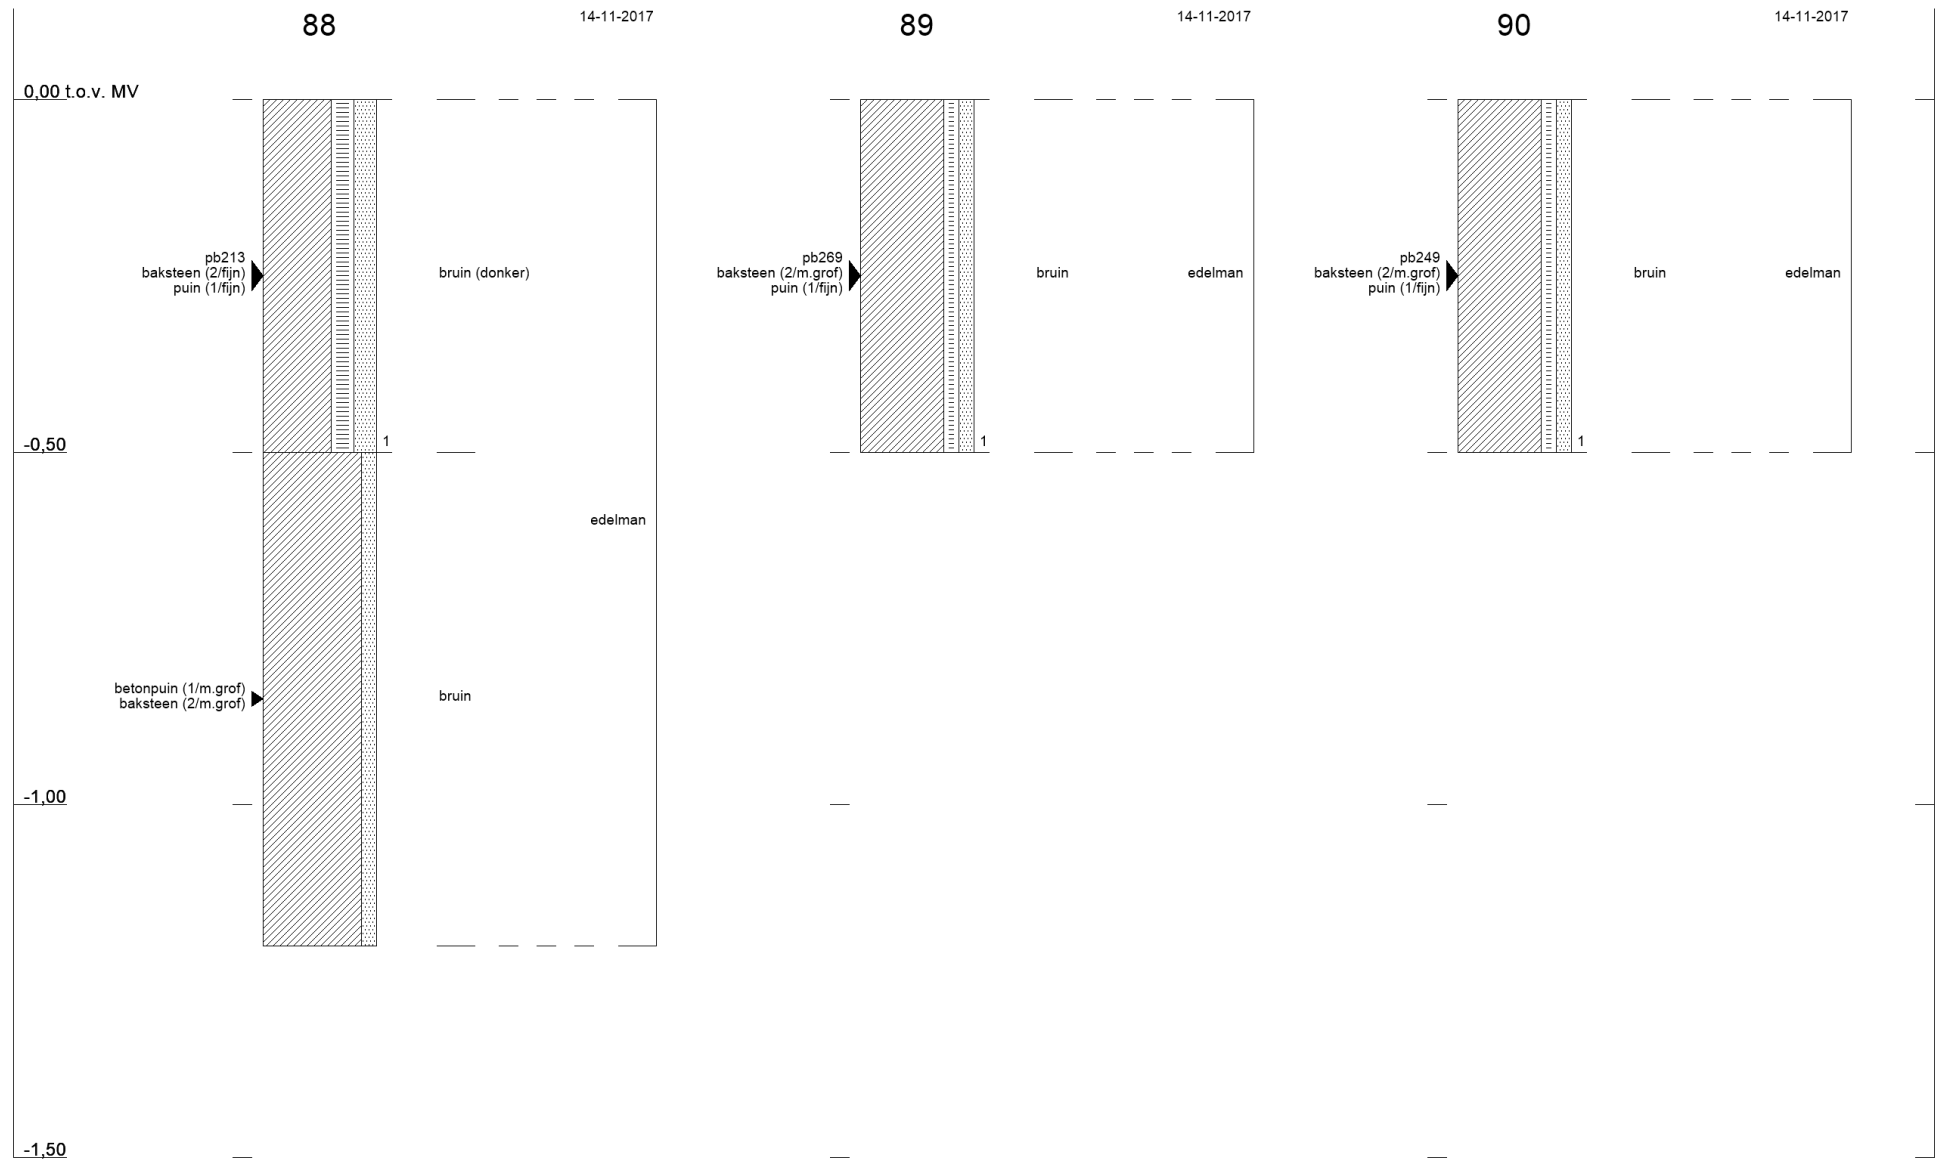 88
14-11-2017
89
14-11-2017
90
14-11-2017
0,00 t.o.v. MV
pb213
baksteen (2/fijn)
puin (1/fijn)
bruin (donker)
pb269
baksteen (2/m.grof)
puin (1/fijn)
bruin
edelman
pb249
baksteen (2/m.grof)
puin (1/fijn)
bruin
edelman
-0,50
1
1
1
edelman
betonpuin (1/m.grof)
baksteen (2/m.grof)
bruin
-1,00
-1,50